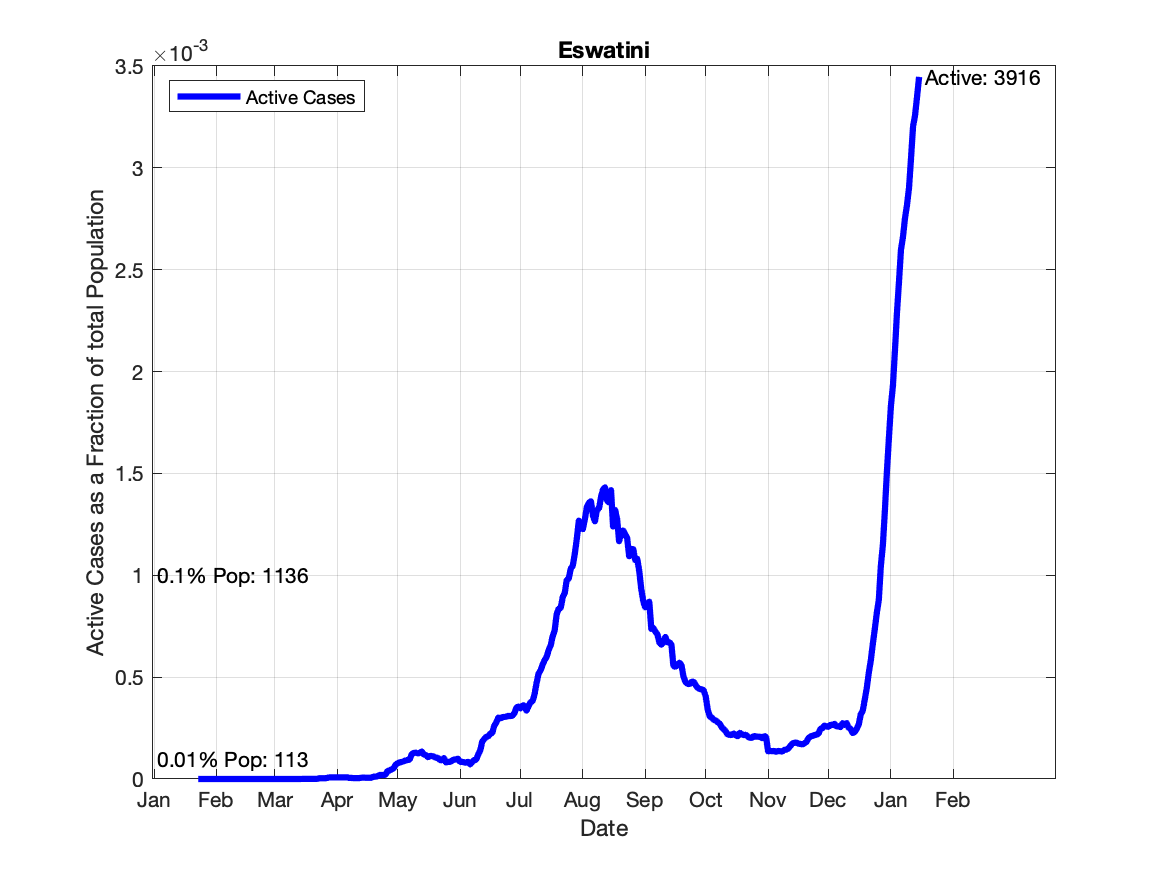 Eswatini
×10-3
3.5
3
2.5
2
1.5
1
0.5
0
Active Cases as a Fraction of total Population
Active Cases
Active: 3916
0.1% Pop: 1136
0.01% Pop: 113
Jan Feb Mar Apr May Jun Jul Aug Sep Oct Nov Dec Jan Feb
Date